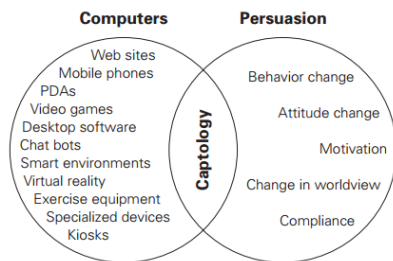 Computers
Persuasion
Web sites
Mobile phones
PDAs
Video games
Desktop software
Chat bots
Smart environments
Virtual reality
Exercise equipment
Specialized devices
Kiosks
Captology
Behavior change
Attitude change
Motivation
Change in worldview
Compliance